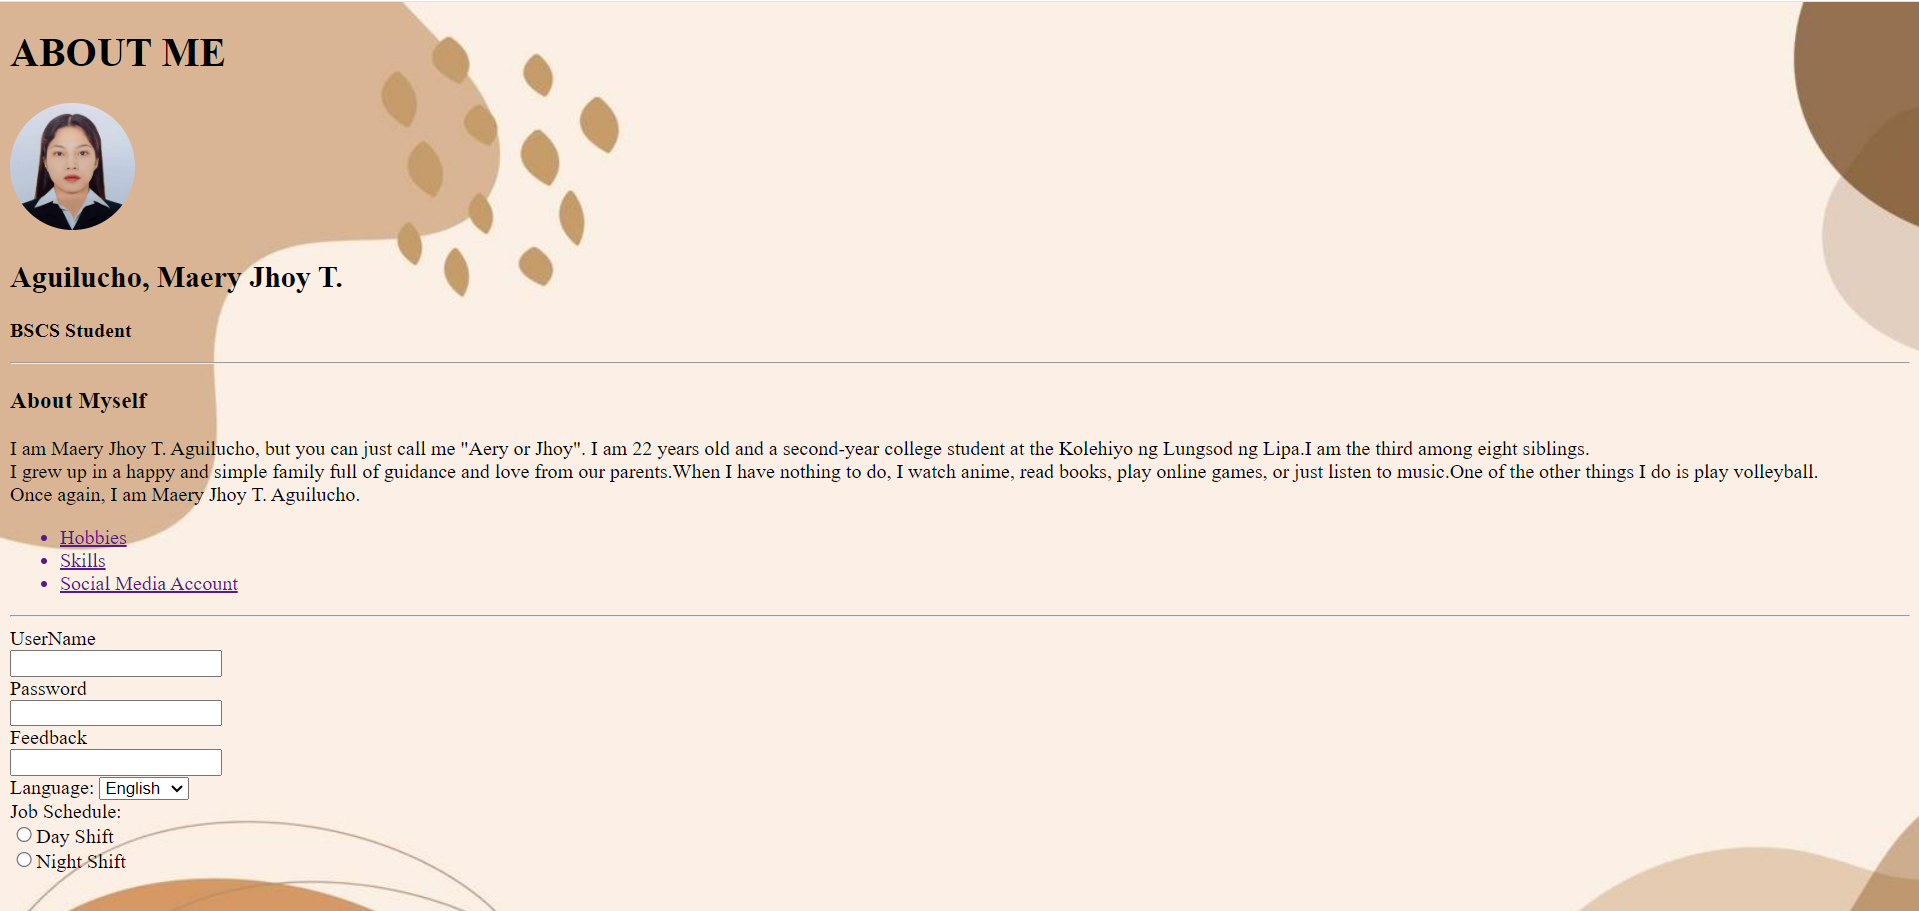 ABOUT ME
Aguilucho, Maery Jhoy T.
BSCS Student
About Myself
I am Maery Jhoy T. Aguilucho, but you can just call me "Aery or Jhoy". I am 22 years old and a second-year college student at the Kolehiyo ng Lungsod ng Lipa.I am the third among eight siblings.
I grew up in a happy and simple family full of guidance and love from our parents.When I have nothing to do, I watch anime, read books, play online games, or just listen to music.One of the other things I do is play volleyball.
Once again, I am Maery Jhoy T. Aguilucho.
Hobbies
Skills
Social Media Account
UserName
Password
Feedback
Language: English
Job Schedule:
Day Shift
Night Shift